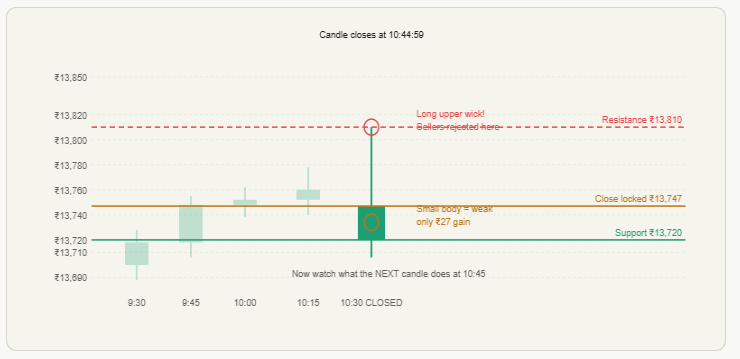 Candle closes at 10:44:59
₹13,850
₹13,820
Long upper wick!
Sellers rejected here
Resistance ₹13,810
₹13,800
₹13,780
₹13,760
Close locked ₹13,747
Small body = weak
only ₹27 gain
₹13,740
Support ₹13,720
₹13,720
₹13,710
₹13,690
Now watch what the NEXT candle does at 10:45
9:30
9:45
10:00
10:15
10:30 CLOSED